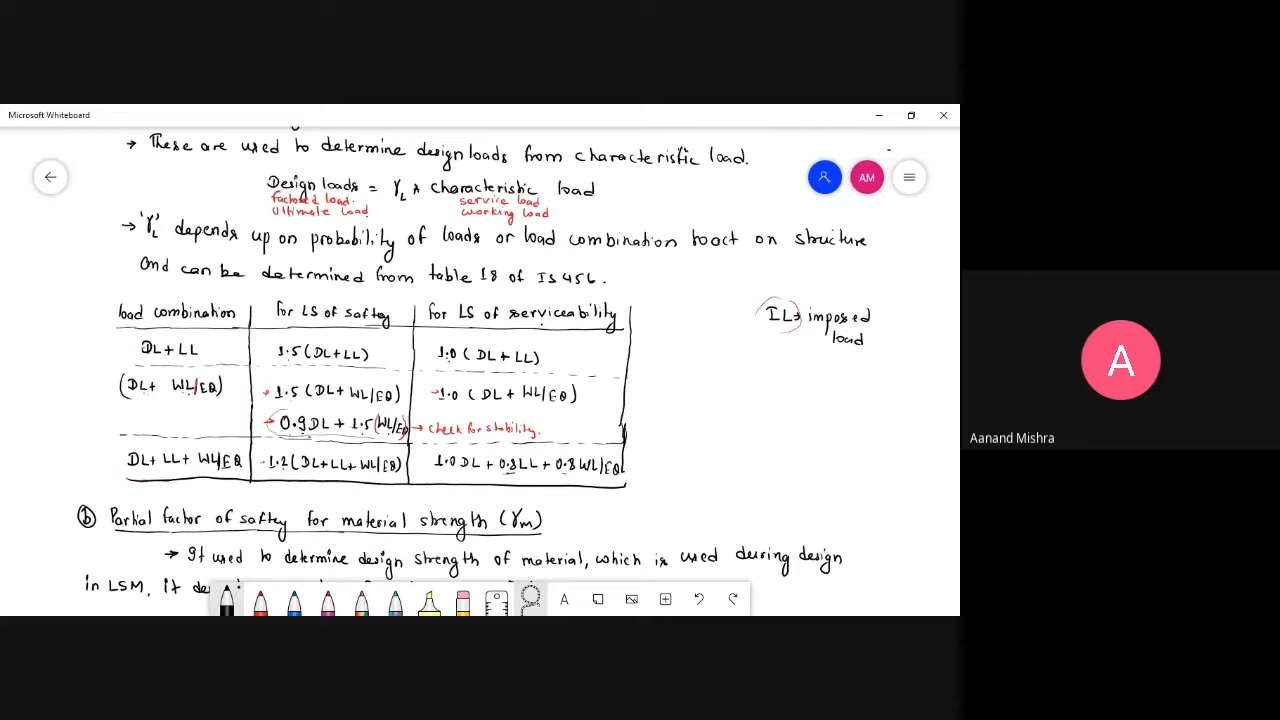 Microsoft Whiteboard
→ These are used to determine design loads from characteristic load.
Design loads = γL * characteristic load
factored load. service load
Ultimate load working load
→ 'γL' depends up on probability of loads or load combination to act on structure
And can be determined from table 18 of IS 456.
load combination for LS of saftey for LS of serviceability
IL → imposed
load
DL + LL 1.5 (DL+LL) 1.0 (DL + LL)
(DL+ WL/EQ) → 1.5 (DL + WL/EQ) → 1.0 (DL + WL/EQ)
→ 0.9DL + 1.5(WL/EQ) → check for stability.
DL+ LL + WL/EQ 1.2 (DL+LL+ WL/EQ) 1.0 DL + 0.8LL + 0.8 WL/EQ
(b) Partial factor of saftey for material strength (γm)
→ It used to determine design strength of material, which is used during design
in LSM, it
A
Aanand Mishra
AM
A